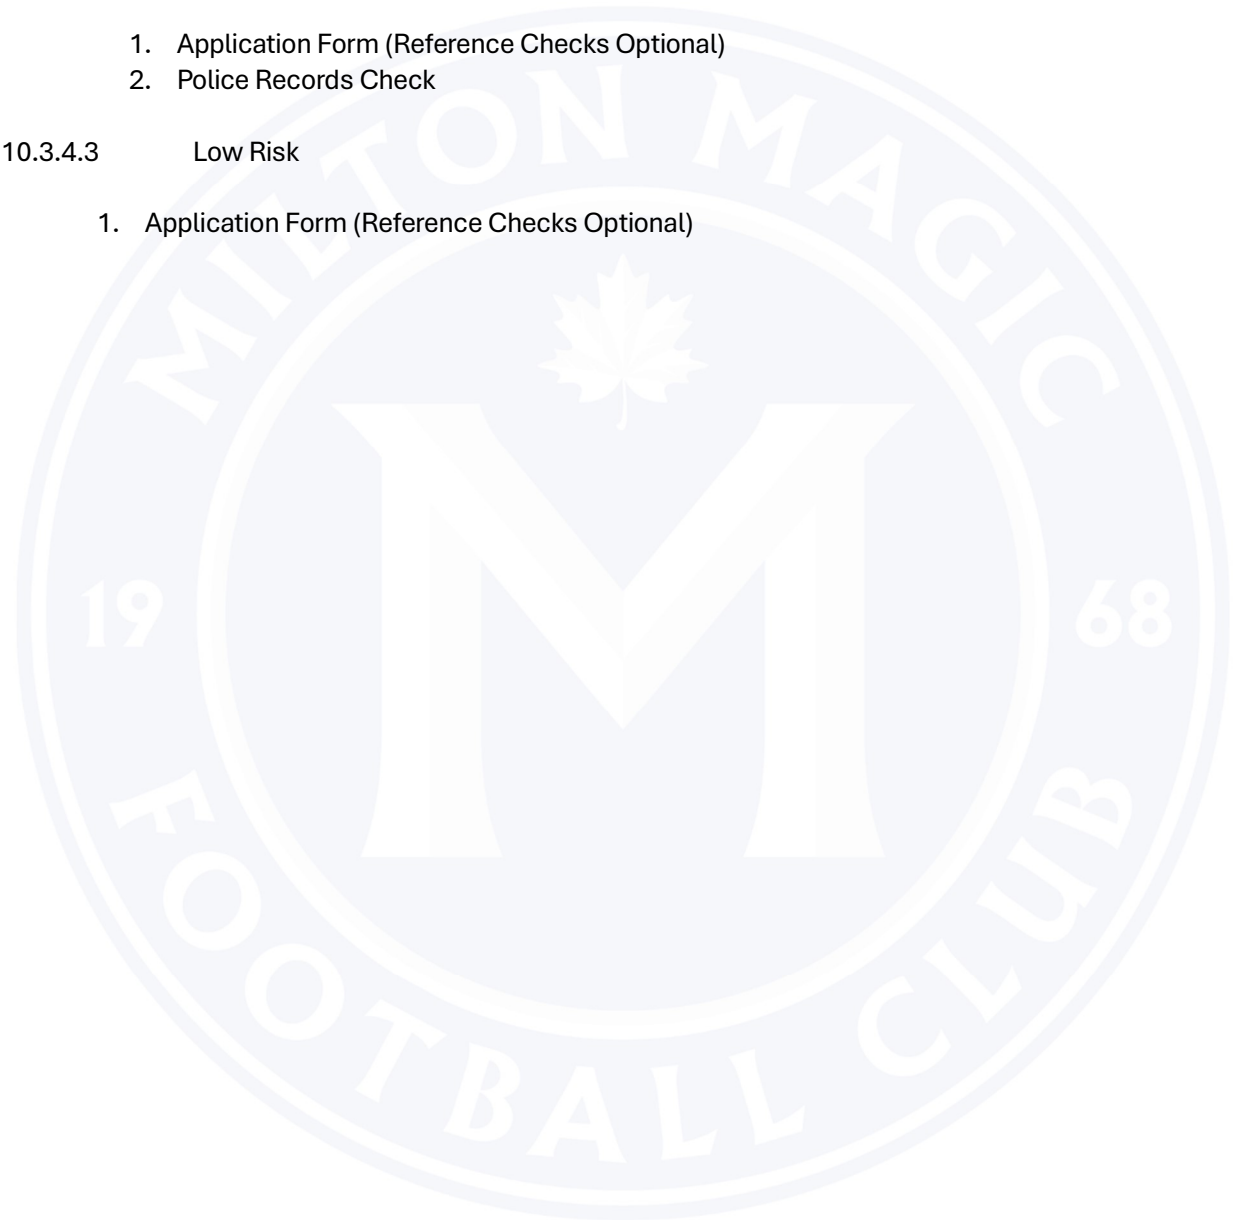 1. Application Form (Reference Checks Optional)
2. Police Records Check
10.3.4.3 Low Risk
1. Application Form (Reference Checks Optional)
MILTON MAGIC
19 68
FOOTBALL CLUB